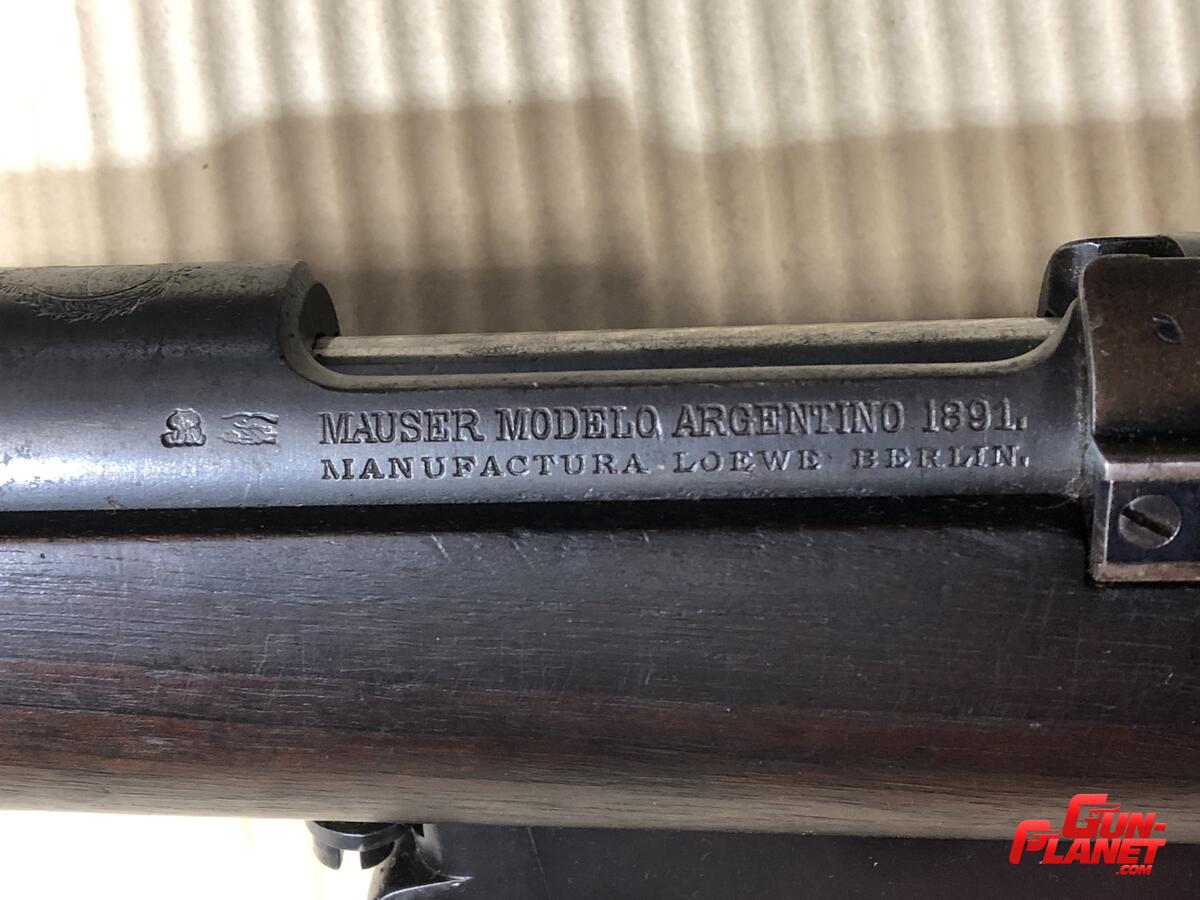 MAUSER MODELO ARGENTINO 1891.
MANUFACTURA LOEWE BERLIN.
GUN-
PLANET
.COM